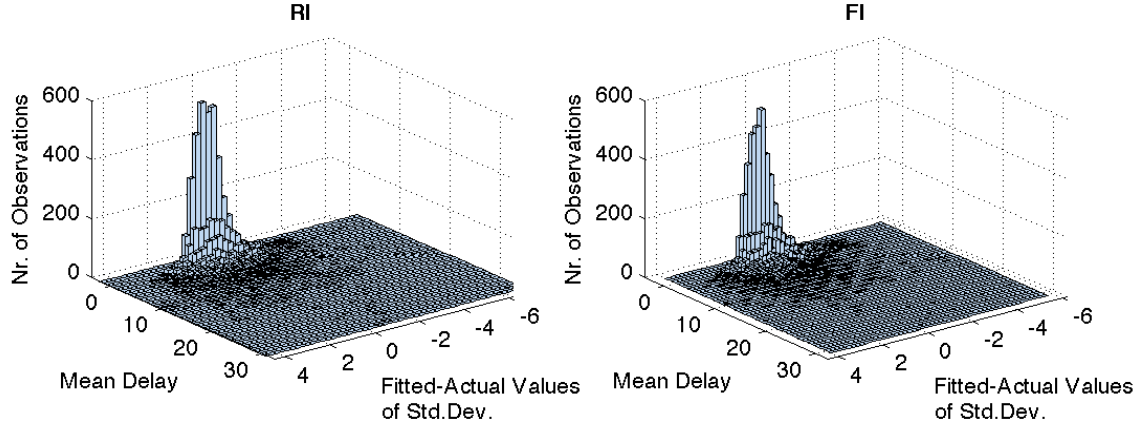 RI
600
400
200
0
Nr. of Observations
0
10
20
30
Mean Delay
4
2
0
-2
-4
-6
Fitted-Actual Values
of Std.Dev.
FI
600
400
200
0
Nr. of Observations
0
10
20
30
Mean Delay
4
2
0
-2
-4
-6
Fitted-Actual Values
of Std.Dev.